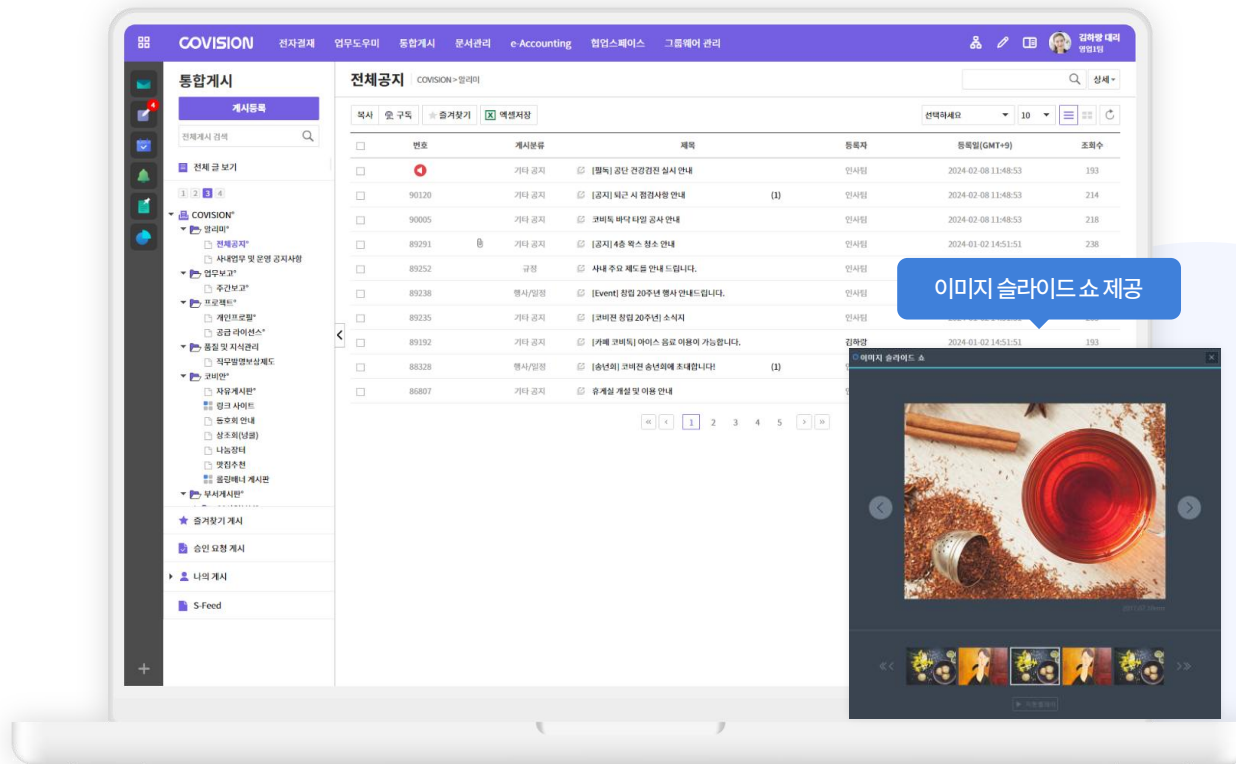 COVISION 전자결재 업무도우미 통합게시 문서관리 e-Accounting 협업스페이스 그룹웨어 관리
김하랑 대리
영업1팀
통합게시
게시등록
전체게시 검색
전체 글 보기
1 2 3 4
COVISION*
알리미*
전체공지*
사내업무 및 운영 공지사항
업무보고*
주간보고*
프로젝트*
개인프로필*
공급 라이선스*
품질 및 지식관리
직무발명보상제도
코비안*
자유게시판*
링크 사이트
동호회 안내
상조회(넝쿨)
나눔장터
맛집추천
롤링배너 게시판
부서게시판*
즐겨찾기 게시
승인 요청 게시
나의 게시
S-Feed
4
전체공지 COVISION > 알리미
상세
복사 구독 즐겨찾기 엑셀저장
선택하세요 10
번호 게시분류 제목 등록자 등록일(GMT+9) 조회수
기타 공지 [필독] 공단 건강검진 실시 안내 인사팀 2024-02-08 11:48:53 193
90120 기타 공지 [공지] 퇴근 시 점검사항 안내 (1) 인사팀 2024-02-08 11:48:53 214
90005 기타 공지 코비톡 바닥 타일 공사 안내 인사팀 2024-02-08 11:48:53 218
89291 기타 공지 [공지] 4층 왁스 청소 안내 인사팀 2024-01-02 14:51:51 238
89252 규정 사내 주요 제도를 안내 드립니다. 인사팀
89238 행사/일정 [Event] 창립 20주년 행사 안내드립니다. 인사팀
89235 기타 공지 [코비젼 창립 20주년] 소식지 인사팀
89192 기타 공지 [카페 코비톡] 아이스 음료 이용이 가능합니다. 김하랑 2024-01-02 14:51:51 193
88328 행사/일정 [송년회] 코비젼 송년회에 초대합니다! (1)
86807 기타 공지 휴게실 개설 및 이용 안내
1 2 3 4 5
이미지 슬라이드 쇼 제공
이미지 슬라이드 쇼